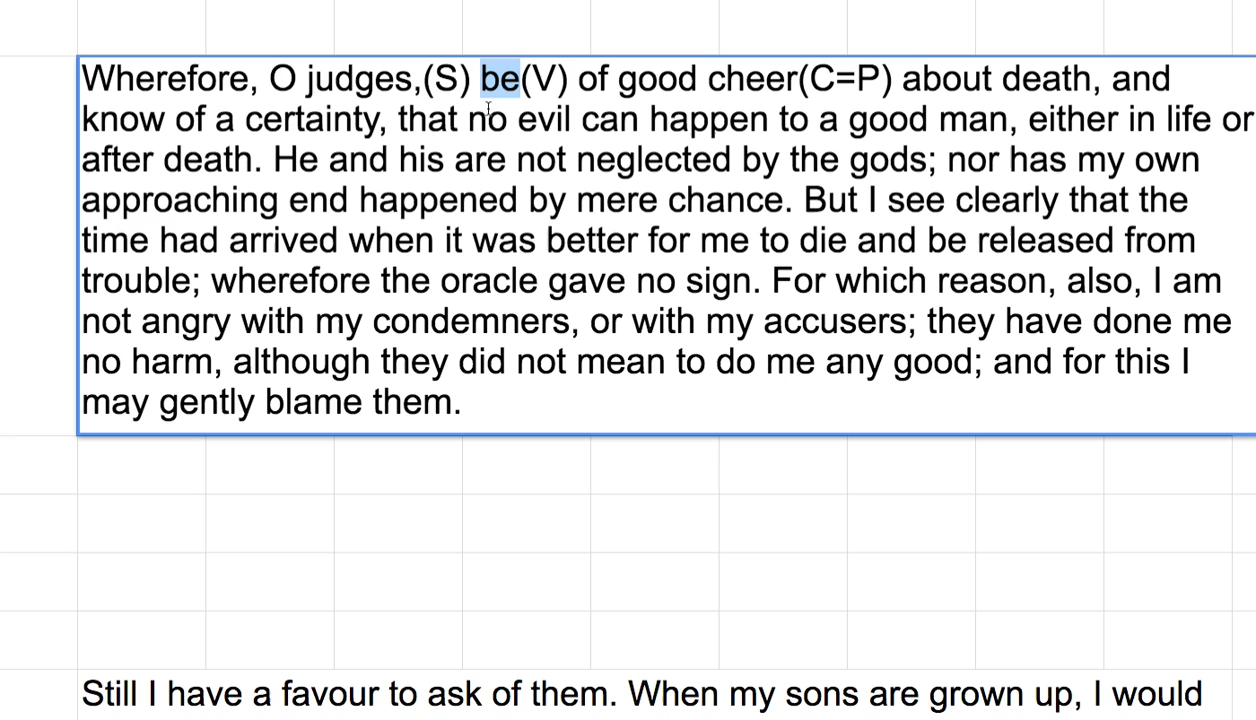 Wherefore, O judges,(S) be(V) of good cheer(C=P) about death, and
know of a certainty, that no evil can happen to a good man, either in life or
after death. He and his are not neglected by the gods; nor has my own
approaching end happened by mere chance. But I see clearly that the
time had arrived when it was better for me to die and be released from
trouble; wherefore the oracle gave no sign. For which reason, also, I am
not angry with my condemners, or with my accusers; they have done me
no harm, although they did not mean to do me any good; and for this I
may gently blame them.
Still I have a favour to ask of them. When my sons are grown up, I would